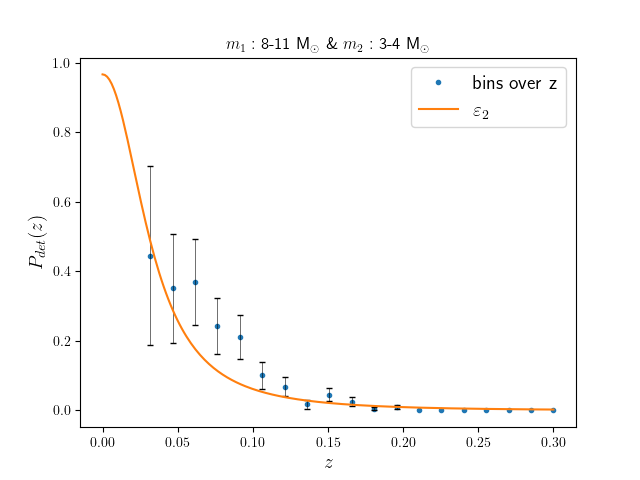 m₁ : 8-11 M☉ & m₂ : 3-4 M☉
bins over z
ε₂
P_det(z)
1.0
0.8
0.6
0.4
0.2
0.0
0.00 0.05 0.10 0.15 0.20 0.25 0.30
z